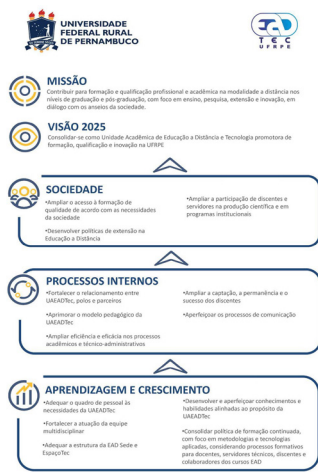 UNIVERSIDADE
FEDERAL RURAL
DE PERNAMBUCO
TEC
UFRPE
MISSÃO
Contribuir para formação e qualificação profissional e acadêmica na modalidade a distância nos
níveis de graduação e pós-graduação, com foco em ensino, pesquisa, extensão e inovação, em
diálogo com os anseios da sociedade.
VISÃO 2025
Consolidar-se como Unidade Acadêmica de Educação a Distância e Tecnologia promotora de
formação, qualificação e inovação na UFRPE
SOCIEDADE
•Ampliar o acesso à formação de
qualidade de acordo com as necessidades
da sociedade
•Desenvolver políticas de extensão na
Educação a Distância
•Ampliar a participação de discentes e
servidores na produção científica e em
programas institucionais
PROCESSOS INTERNOS
•Fortalecer o relacionamento entre
UAEADTec, polos e parceiros
•Aprimorar o modelo pedagógico da
UAEADTec
•Ampliar eficiência e eficácia nos processos
acadêmicos e técnico-administrativos
•Ampliar a captação, a permanência e o
sucesso dos discentes
•Aperfeiçoar os processos de comunicação
APRENDIZAGEM E CRESCIMENTO
•Adequar o quadro de pessoal às
necessidades da UAEADTec
•Fortalecer a atuação da equipe
multidisciplinar
•Adequar a estrutura da EAD Sede e
EspaçoTec
•Desenvolver e aperfeiçoar conhecimentos e
habilidades alinhadas ao propósito da
UAEADTec
•Consolidar política de formação continuada,
com foco em metodologias e tecnologias
aplicadas, considerando processos formativos
para docentes, servidores técnicos, discentes e
colaboradores dos cursos EAD